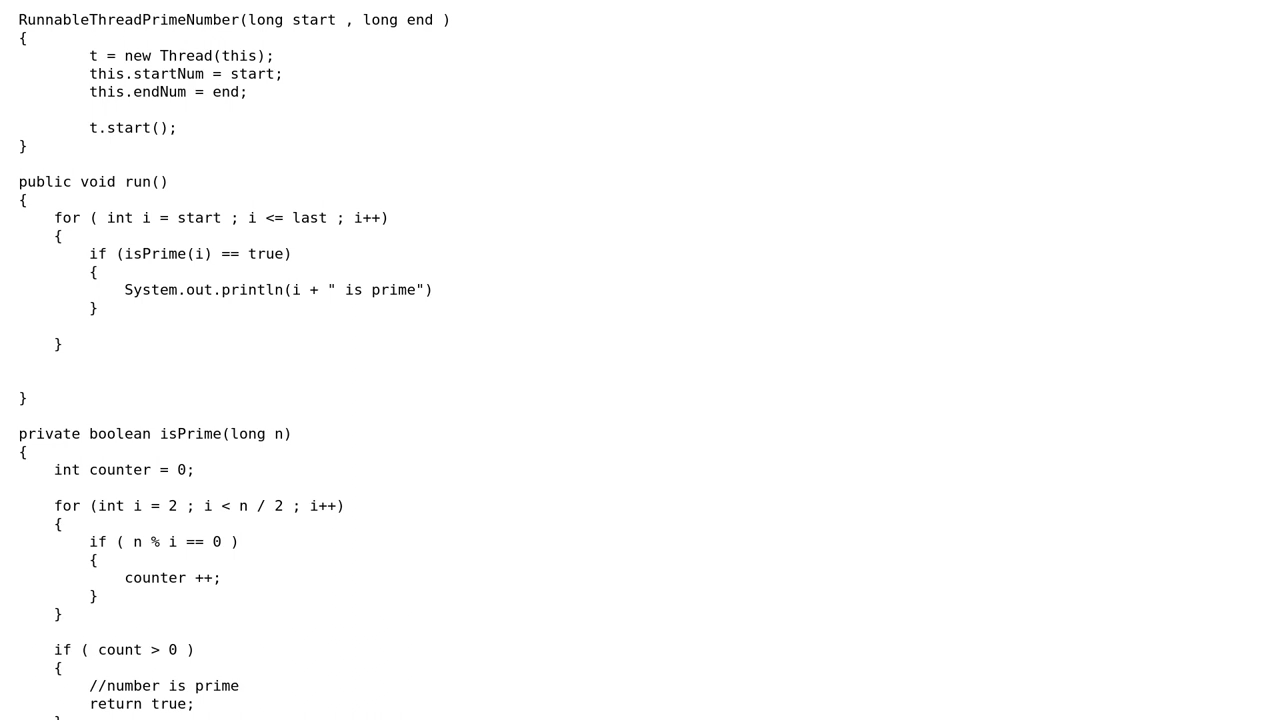 RunnableThreadPrimeNumber(long start , long end )
{
        t = new Thread(this);
        this.startNum = start;
        this.endNum = end;

        t.start();
}

public void run()
{
    for ( int i = start ; i <= last ; i++)
    {
        if (isPrime(i) == true)
        {
            System.out.println(i + " is prime")
        }

    }


}

private boolean isPrime(long n)
{
    int counter = 0;

    for (int i = 2 ; i < n / 2 ; i++)
    {
        if ( n % i == 0 )
        {
            counter ++;
        }
    }

    if ( count > 0 )
    {
        //number is prime
        return true;
    }